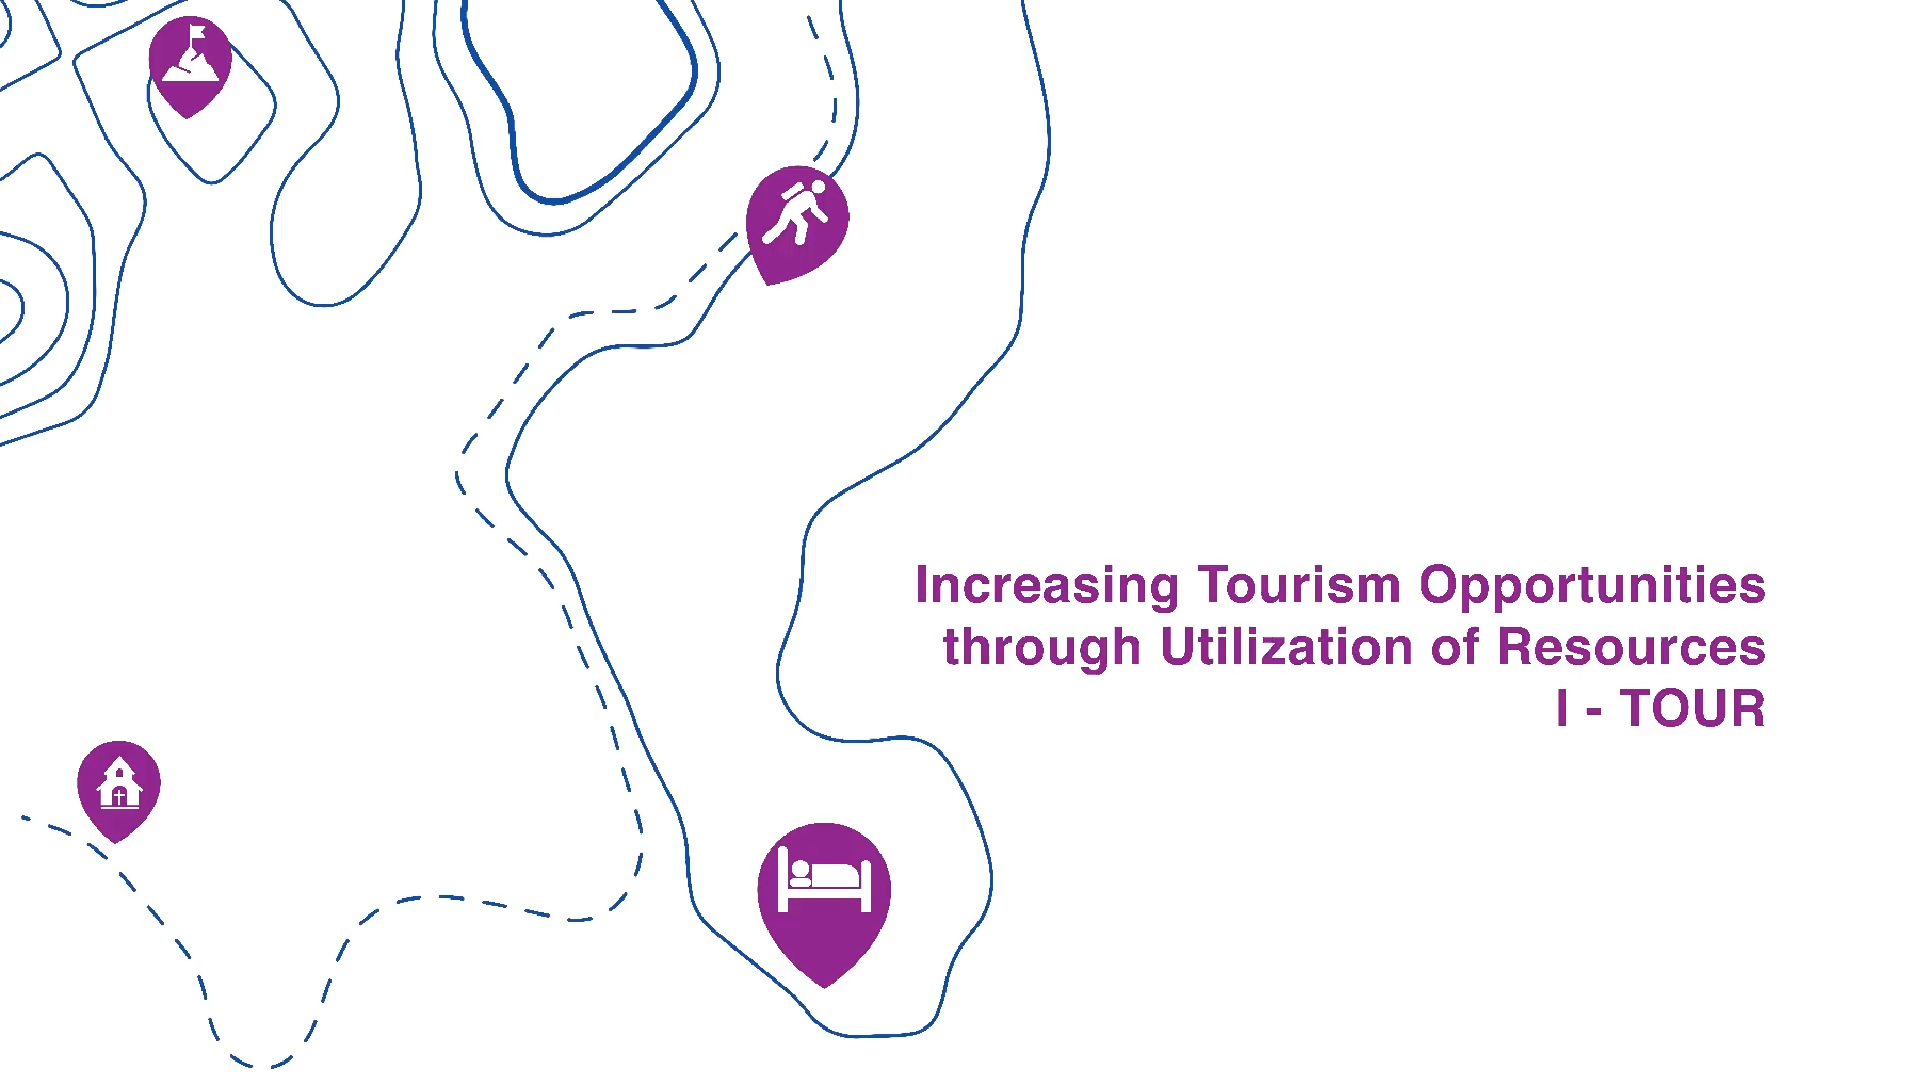 Increasing Tourism Opportunities
through Utilization of Resources
I - TOUR